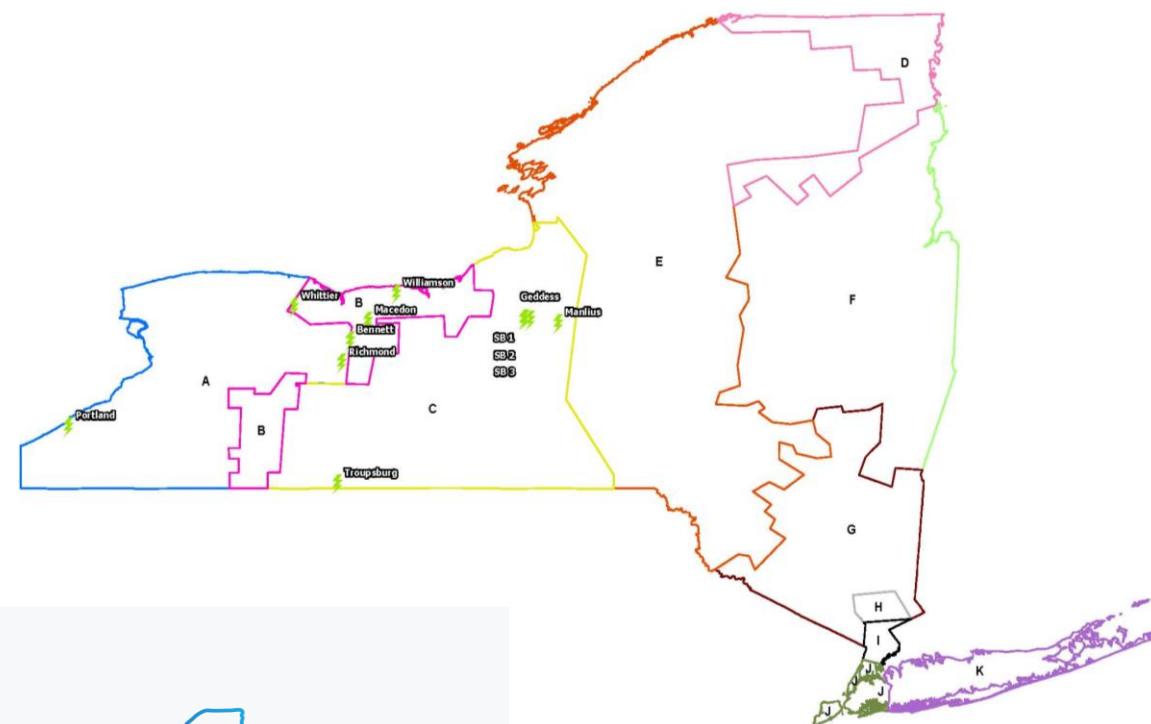 D
E
Williamson
Whittier
B
Geddess
Macedon
Manlius
F
Bennett
SB 1
Richmond
SB 2
SB 3
A
C
Portland
B
Troupsburg
G
H
I
J
K
J
J
J